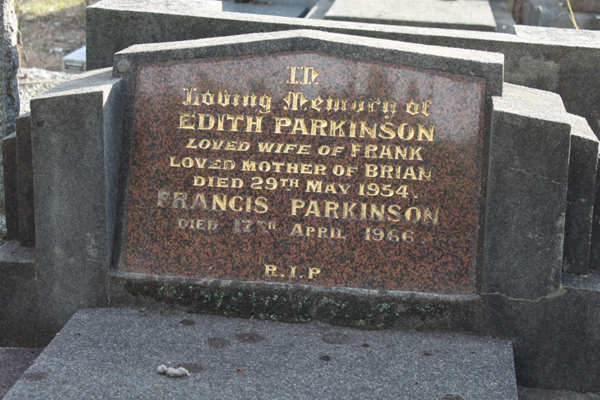 In
Loving Memory of
EDITH PARKINSON
LOVED WIFE OF FRANK
LOVED MOTHER OF BRIAN
DIED 29TH MAY 1954.
FRANCIS PARKINSON
DIED 17TH APRIL 1966.
R.I.P